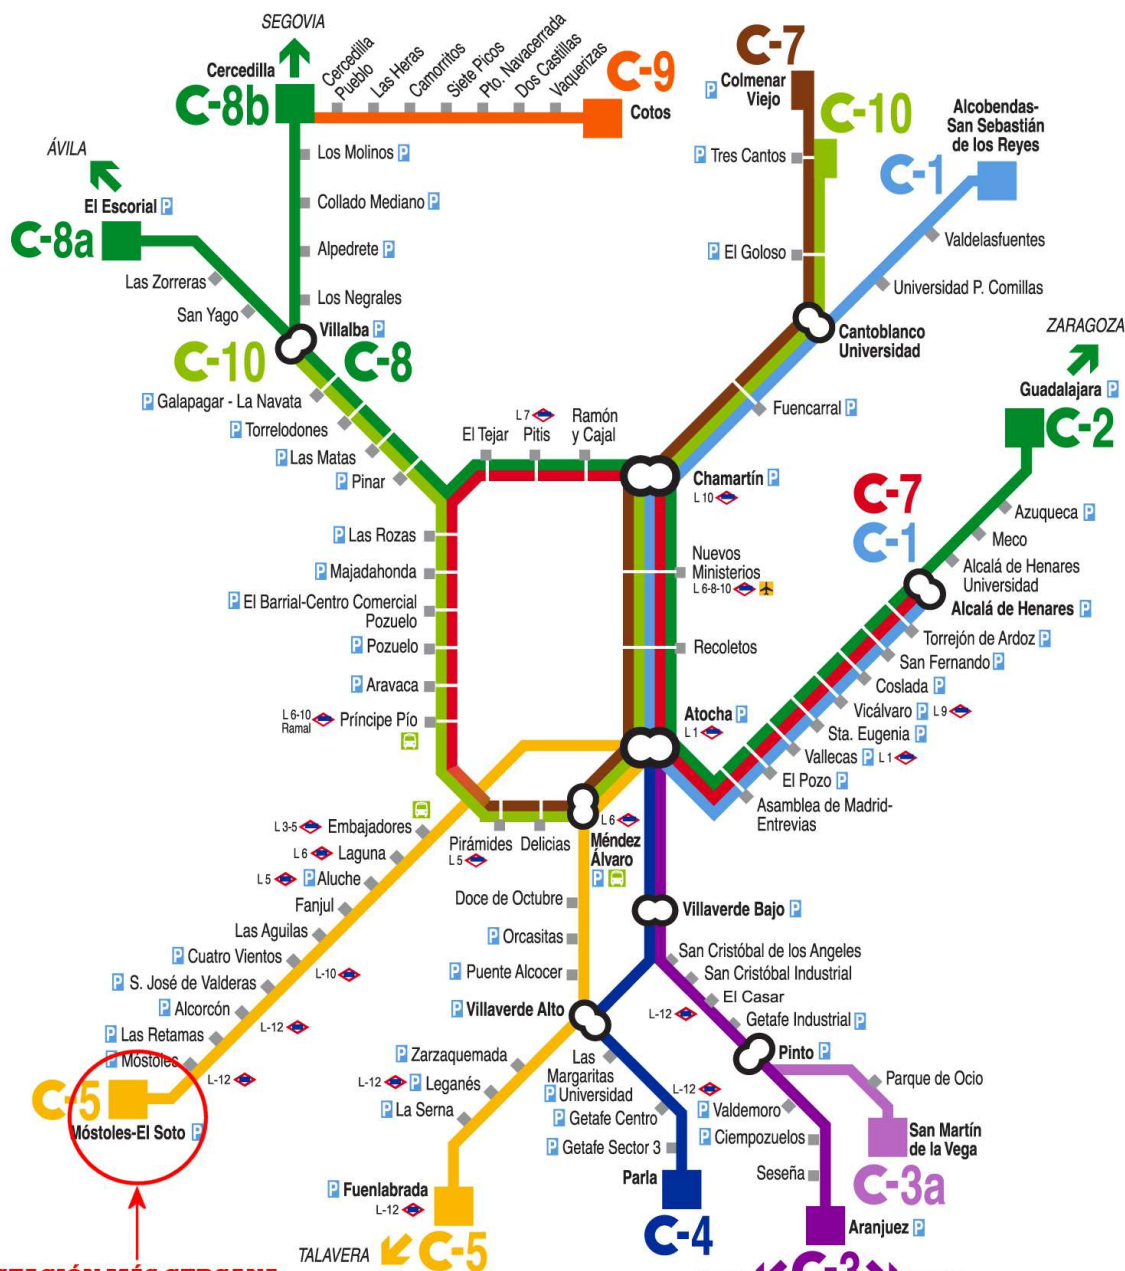 SEGOVIA
Cercedilla
C-8b
Cercedilla
Pueblo
Las Heras
Camorritos
Siete Picos
Pto. Navacerrada
Dos Castillas
Vaquerizas
C-9
Cotos
C-7
P Colmenar
Viejo
C-10
P Tres Cantos
P El Goloso
Alcobendas-
San Sebastián
de los Reyes
C-1
Valdelasfuentes
Universidad P. Comillas
Cantoblanco
Universidad
ÁVILA
El Escorial P
C-8a
Las Zorreras
San Yago
Los Molinos P
Collado Mediano P
Alpedrete P
Los Negrales
Villalba P
C-10
C-8
P Galapagar - La Navata
P Torrelodones
P Las Matas
P Pinar
L 7
El Tejar
Pitis
Ramón
y Cajal
Fuencarral P
ZARAGOZA
Guadalajara P
C-2
Chamartín P
L 10
C-7
C-1
Azuqueca P
Meco
Alcalá de Henares
Universidad
Alcalá de Henares P
P Las Rozas
P Majadahonda
P El Barrial-Centro Comercial
Pozuelo
P Pozuelo
P Aravaca
L 6-10
Ramal
Príncipe Pío
Nuevos
Ministerios
L 6-8-10
Recoletos
Atocha P
L 1
Torrejón de Ardoz P
San Fernando P
Coslada P
Vicálvaro P L 9
Sta. Eugenia P
Vallecas P L 1
El Pozo P
Asamblea de Madrid-
Entrevias
L 3-5 Embajadores
L 6 Laguna
L 5 P Aluche
Fanjul
Las Aguilas
P Cuatro Vientos
L-10
P S. José de Valderas
P Alcorcón
L-12
P Las Retamas
P Móstoles
L-12
C-5
Móstoles-El Soto P
Pirámides
L 5
Delicias
L 6
Méndez
Álvaro
P
Doce de Octubre
P Orcasitas
P Puente Alcocer
P Villaverde Alto
Villaverde Bajo P
San Cristóbal de los Angeles
San Cristóbal Industrial
El Casar
L-12
Getafe Industrial P
Pinto P
P Zarzaquemada
L-12 P Leganés
P La Serna
P Fuenlabrada
L-12
TALAVERA
C-5
Las
Margaritas
P Universidad
L-12
P Getafe Centro
P Getafe Sector 3
Parla
C-4
P Valdemoro
P Ciempozuelos
Seseña
Aranjuez P
C-3
Parque de Ocio
San Martín
de la Vega
C-3a